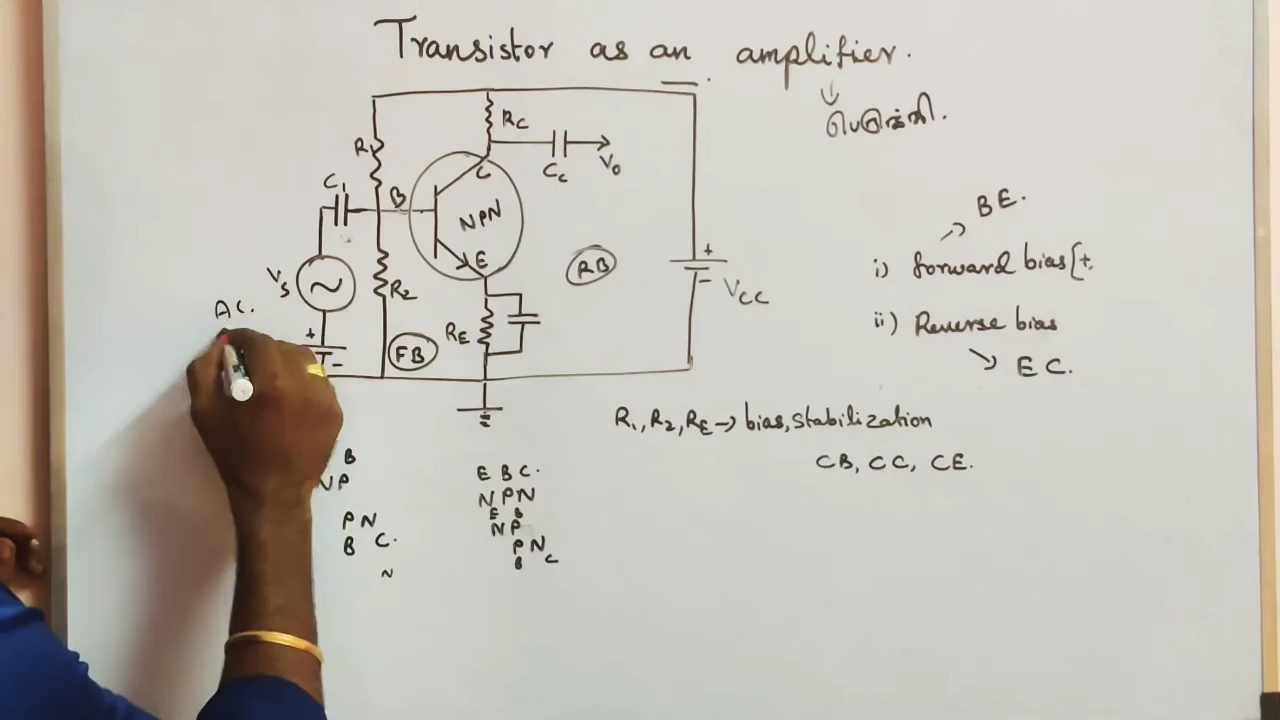 Transistor as an amplifier.
பெருக்கி.
RC
R1
C1
B
C
CC
V0
NPN
E
RB
+
- VCC
VS
AC.
+
-
R2
RE
FB
BE.
i) forward bias [+.
ii) Reverse bias
EC.
R1, R2, RE → bias, stabilization
CB, CC, CE.
B
NP
PN
B C.
N
E B C.
NPN
E B
NP
PN
B C